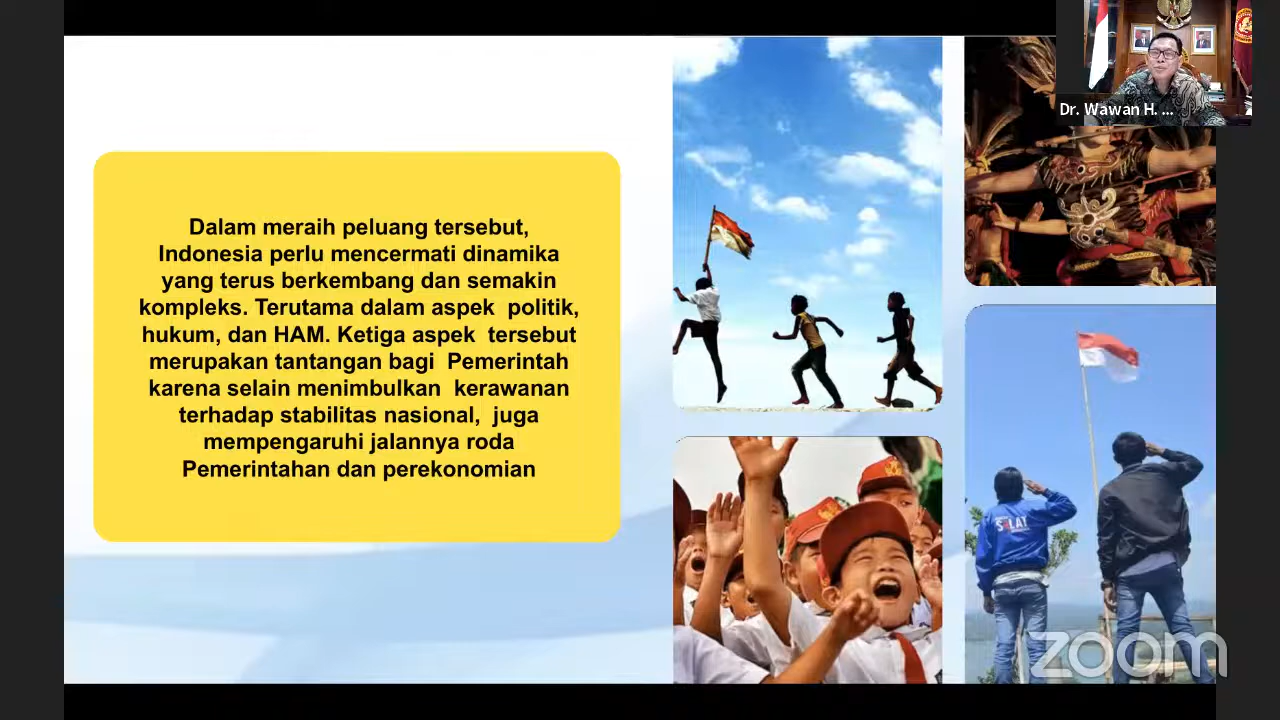 Dr. Wawan H. ...
Dalam meraih peluang tersebut,
Indonesia perlu mencermati dinamika
yang terus berkembang dan semakin
kompleks. Terutama dalam aspek politik,
hukum, dan HAM. Ketiga aspek tersebut
merupakan tantangan bagi Pemerintah
karena selain menimbulkan kerawanan
terhadap stabilitas nasional, juga
mempengaruhi jalannya roda
Pemerintahan dan perekonomian
zoom